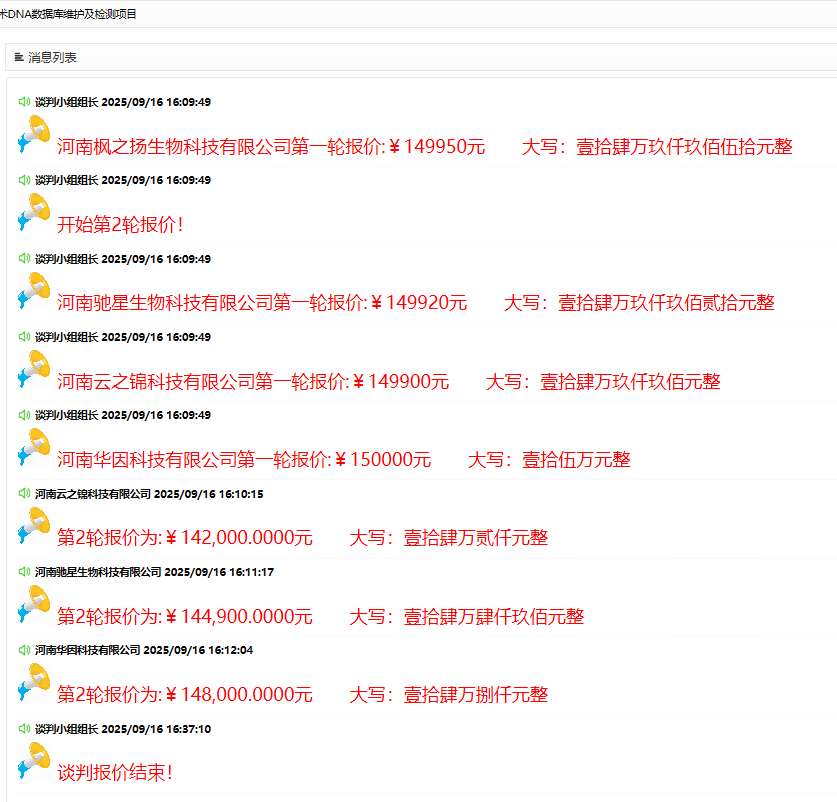 术DNA数据库维护及检测项目
消息列表
谈判小组组长 2025/09/16 16:09:49
河南枫之扬生物科技有限公司第一轮报价:￥149950元 大写：壹拾肆万玖仟玖佰伍拾元整
谈判小组组长 2025/09/16 16:09:49
开始第2轮报价！
谈判小组组长 2025/09/16 16:09:49
河南驰星生物科技有限公司第一轮报价:￥149920元 大写：壹拾肆万玖仟玖佰贰拾元整
谈判小组组长 2025/09/16 16:09:49
河南云之锦科技有限公司第一轮报价:￥149900元 大写：壹拾肆万玖仟玖佰元整
谈判小组组长 2025/09/16 16:09:49
河南华因科技有限公司第一轮报价:￥150000元 大写：壹拾伍万元整
河南云之锦科技有限公司 2025/09/16 16:10:15
第2轮报价为:￥142,000.0000元 大写：壹拾肆万贰仟元整
河南驰星生物科技有限公司 2025/09/16 16:11:17
第2轮报价为:￥144,900.0000元 大写：壹拾肆万肆仟玖佰元整
河南华因科技有限公司 2025/09/16 16:12:04
第2轮报价为:￥148,000.0000元 大写：壹拾肆万捌仟元整
谈判小组组长 2025/09/16 16:37:10
谈判报价结束！